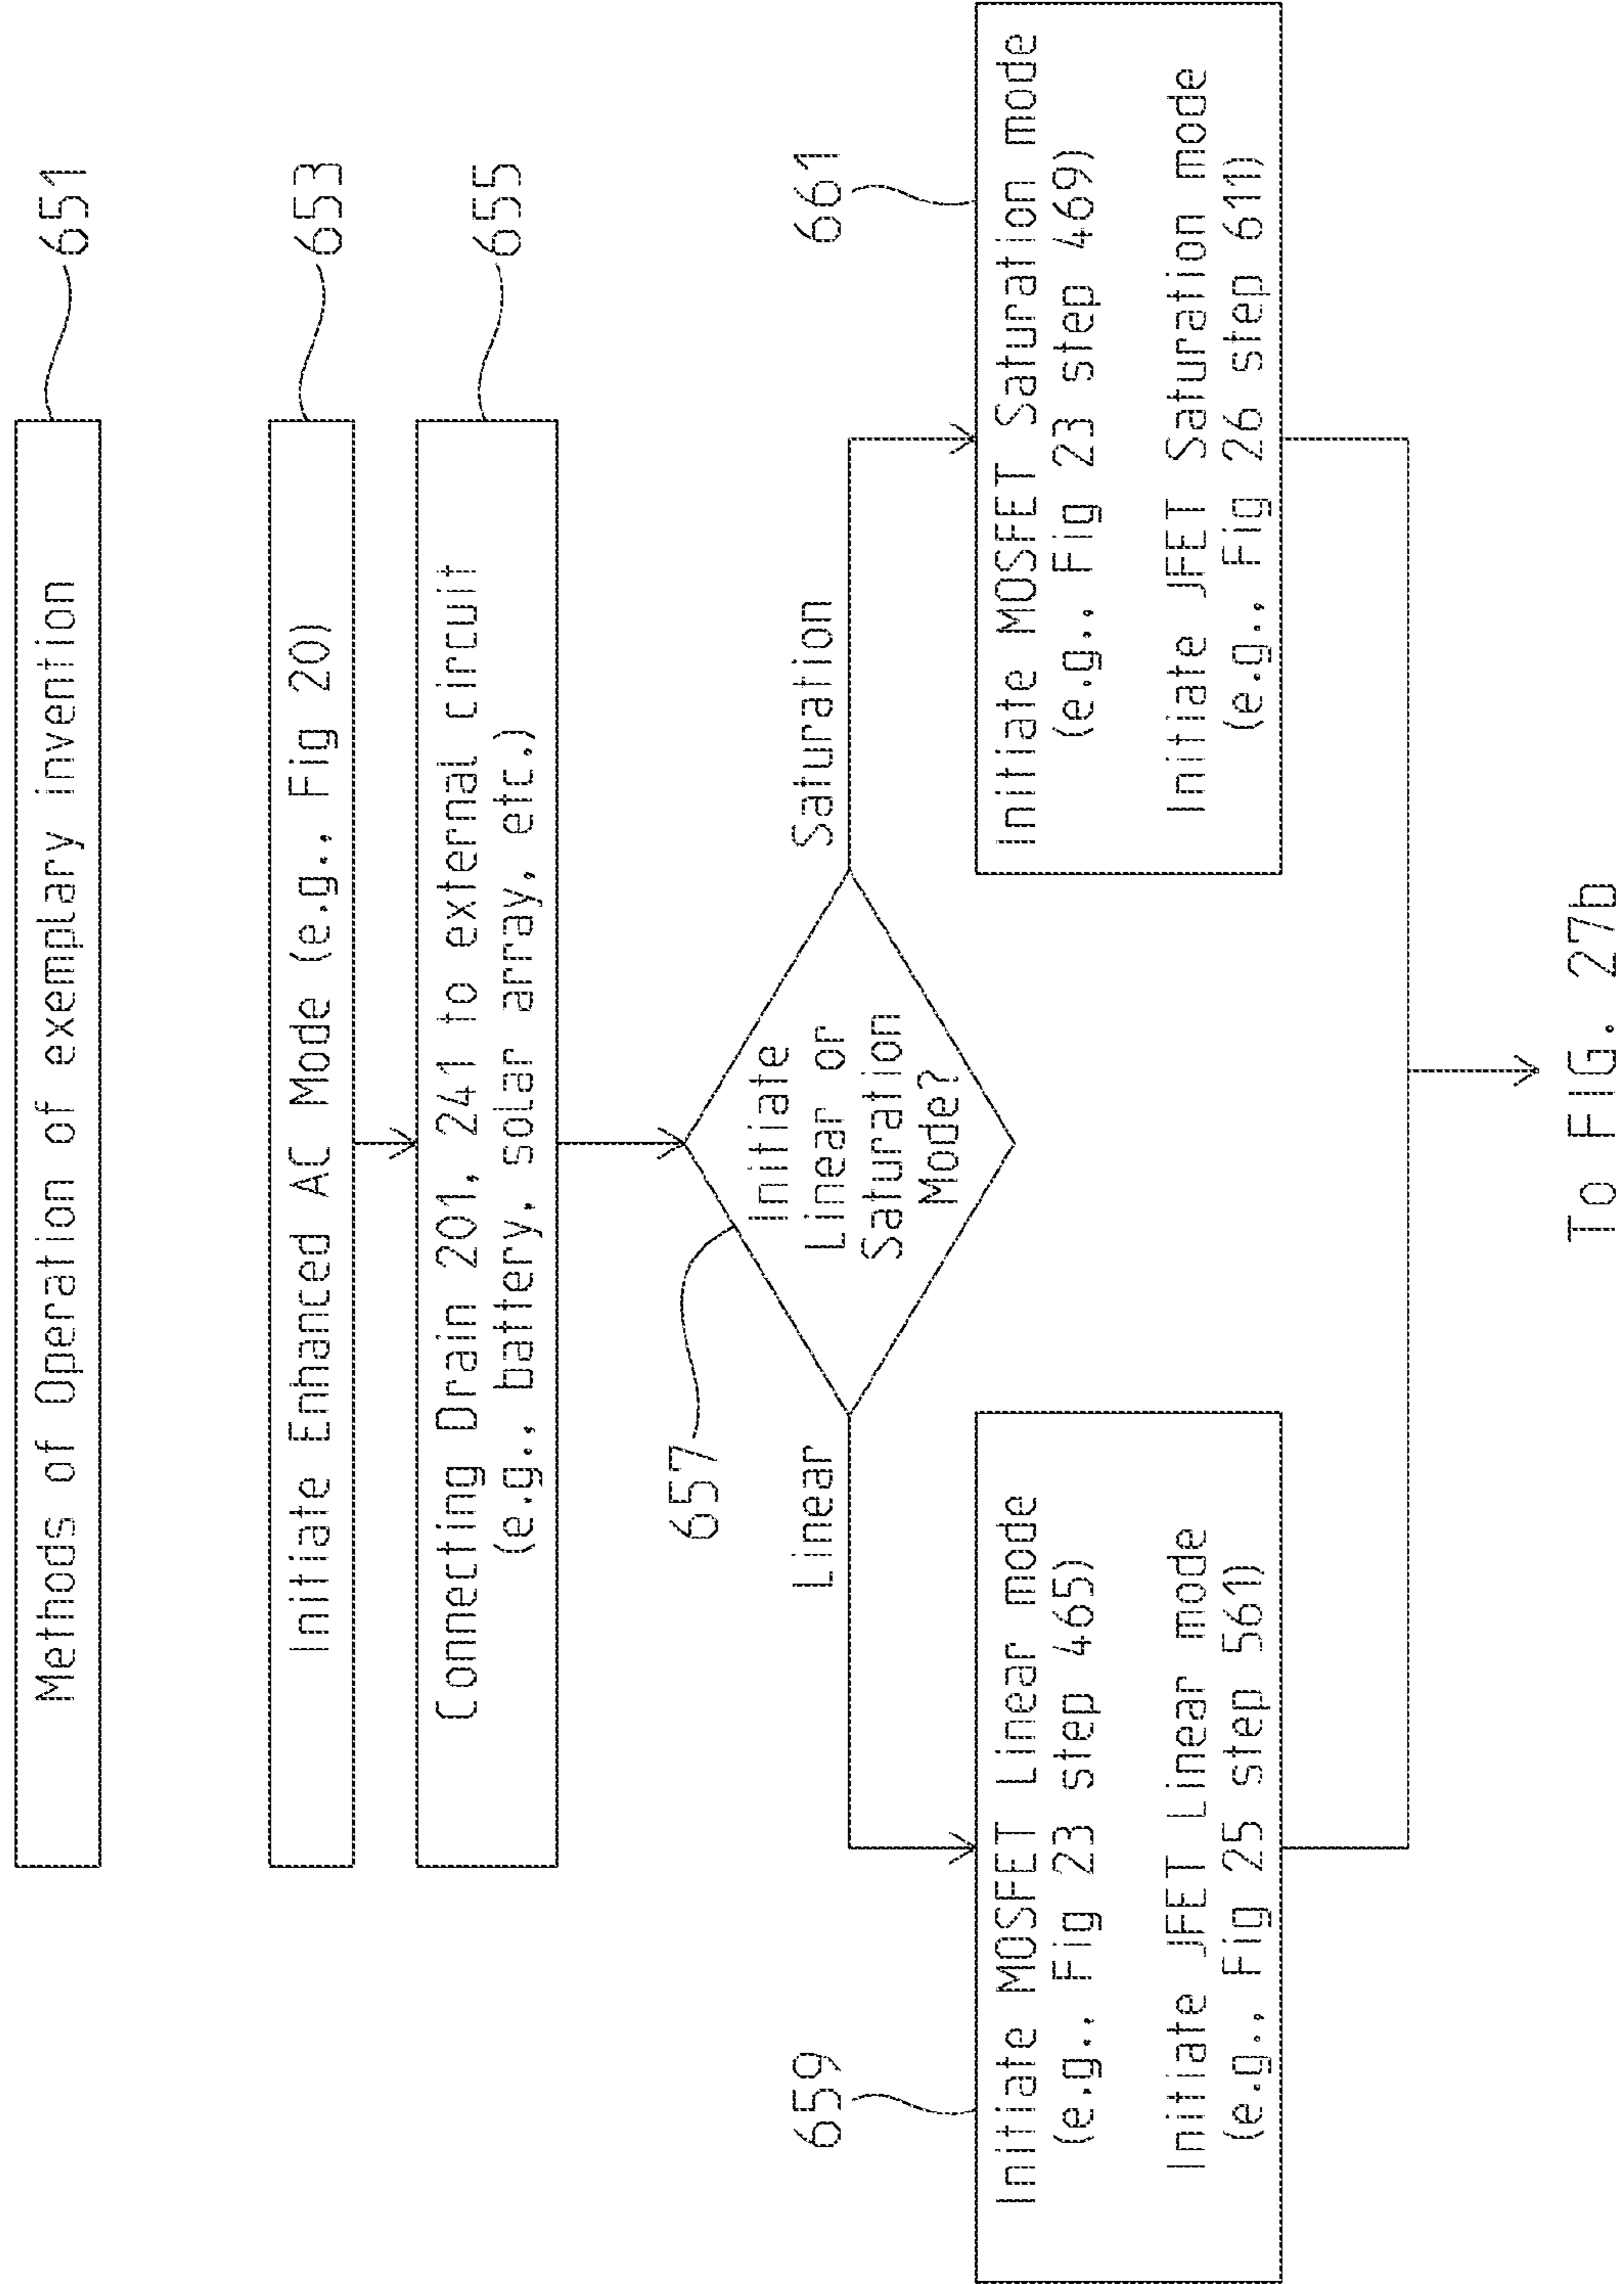 Methods of Operation of exemplary invention
651
Initiate Enhanced AC Mode (e.g., Fig 20)
653
Connecting Drain 201, 241 to external circuit
(e.g., battery, solar array, etc.)
655
657
Initiate
Linear or
Saturation
Mode?
Linear
Saturation
659
Initiate MOSFET Linear mode
(e.g., Fig 23 step 465)
Initiate JFET Linear mode
(e.g., Fig 25 step 561)
661
Initiate MOSFET Saturation mode
(e.g., Fig 23 step 469)
Initiate JFET Saturation mode
(e.g., Fig 26 step 611)
To FIG. 27b